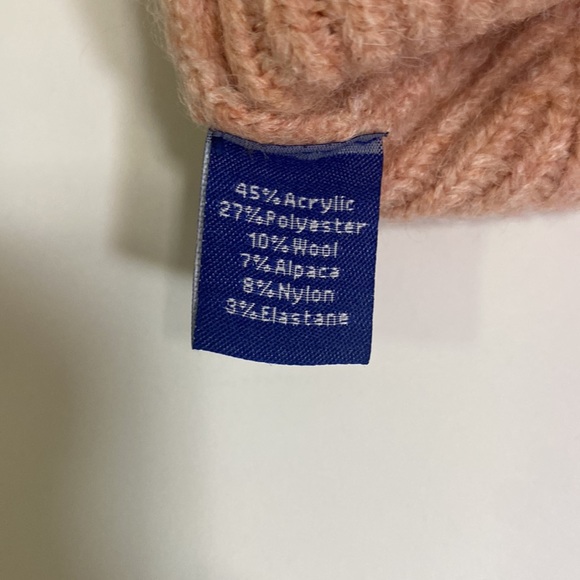 45%Acrylic
27%Polyester
10%Wool
7%Alpaca
8%Nylon
3%Elastane